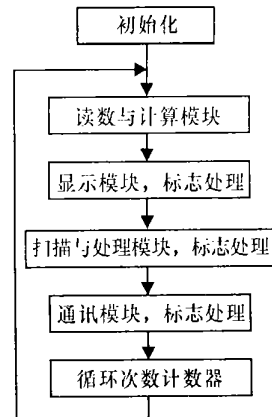 初始化
读数与计算模块
显示模块，标志处理
扫描与处理模块，标志处理
通讯模块，标志处理
循环次数计数器